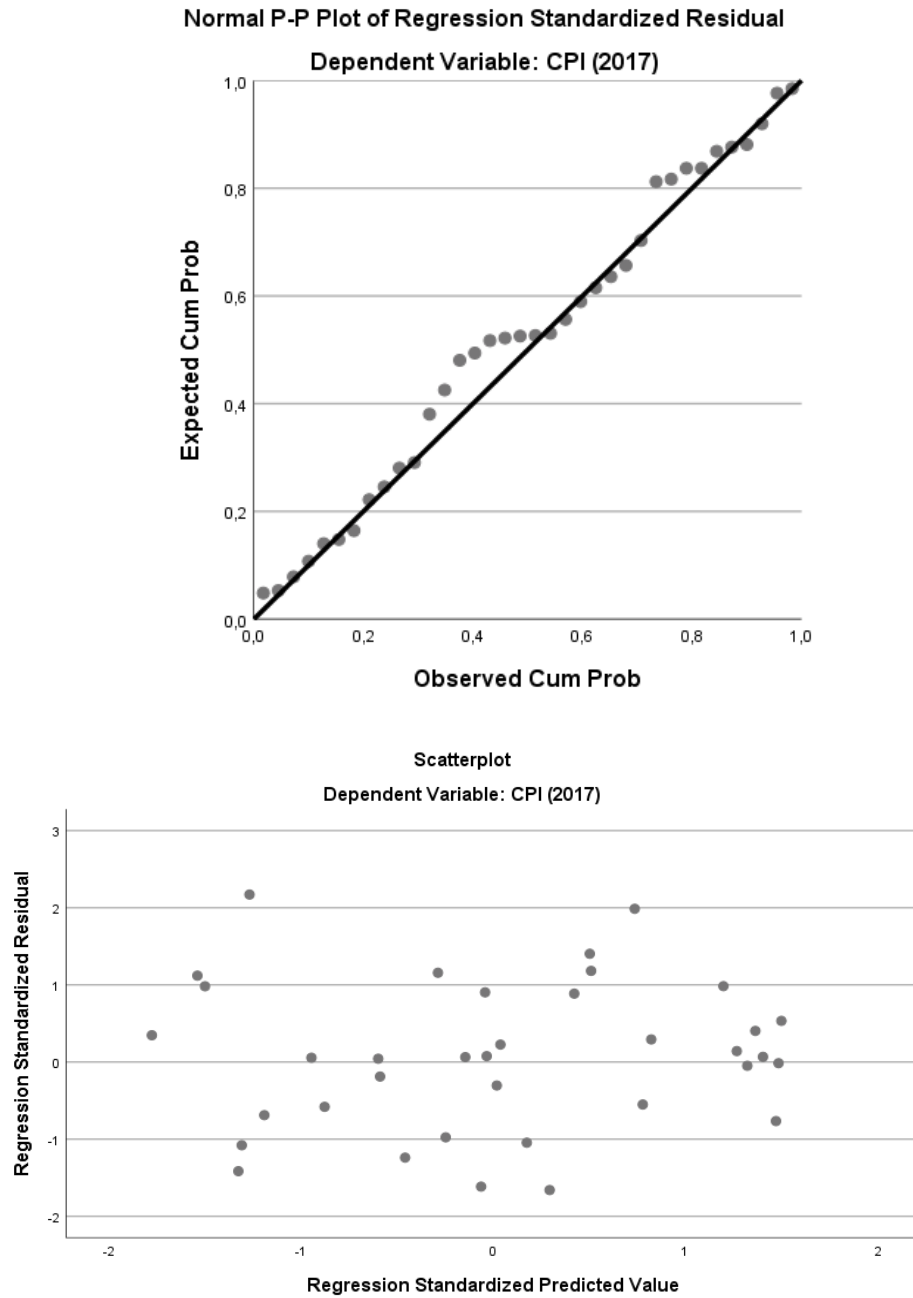 Normal P-P Plot of Regression Standardized Residual
Dependent Variable: CPI (2017)
1,0
0,8
0,6
0,4
0,2
0,0
Expected Cum Prob
0,0 0,2 0,4 0,6 0,8 1,0
Observed Cum Prob
Scatterplot
Dependent Variable: CPI (2017)
3
2
1
0
-1
-2
Regression Standardized Residual
-2 -1 0 1 2
Regression Standardized Predicted Value